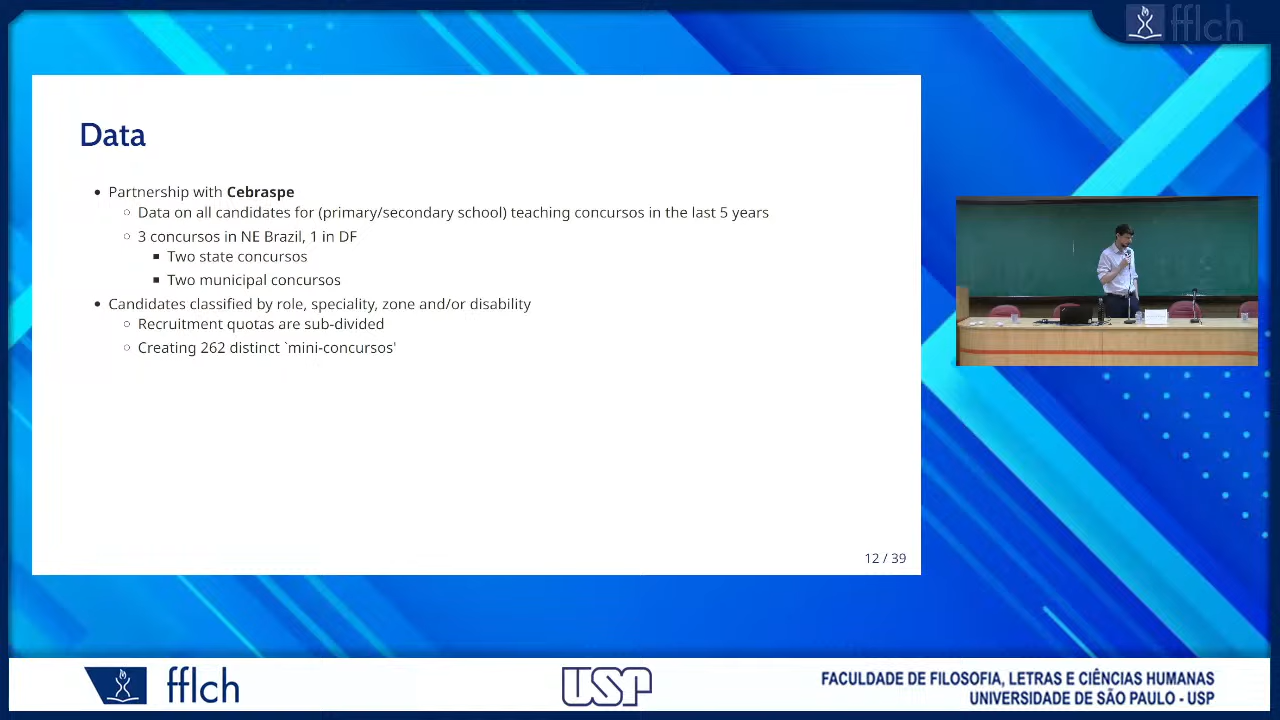 fflch
Data
Partnership with Cebraspe
Data on all candidates for (primary/secondary school) teaching concursos in the last 5 years
3 concursos in NE Brazil, 1 in DF
Two state concursos
Two municipal concursos
Candidates classified by role, speciality, zone and/or disability
Recruitment quotas are sub-divided
Creating 262 distinct `mini-concursos'
12 / 39
fflch
USP
FACULDADE DE FILOSOFIA, LETRAS E CIÊNCIAS HUMANAS
UNIVERSIDADE DE SÃO PAULO - USP